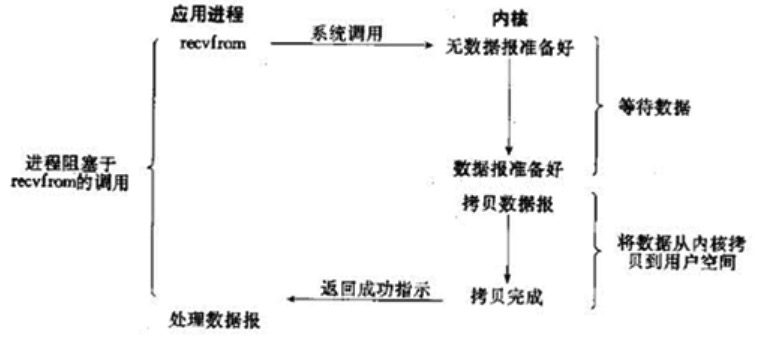 应用进程
内核
recvfrom
系统调用
无数据报准备好
等待数据
进程阻塞于
recvfrom的调用
数据报准备好
拷贝数据报
将数据从内核拷
贝到用户空间
返回成功指示
拷贝完成
处理数据报